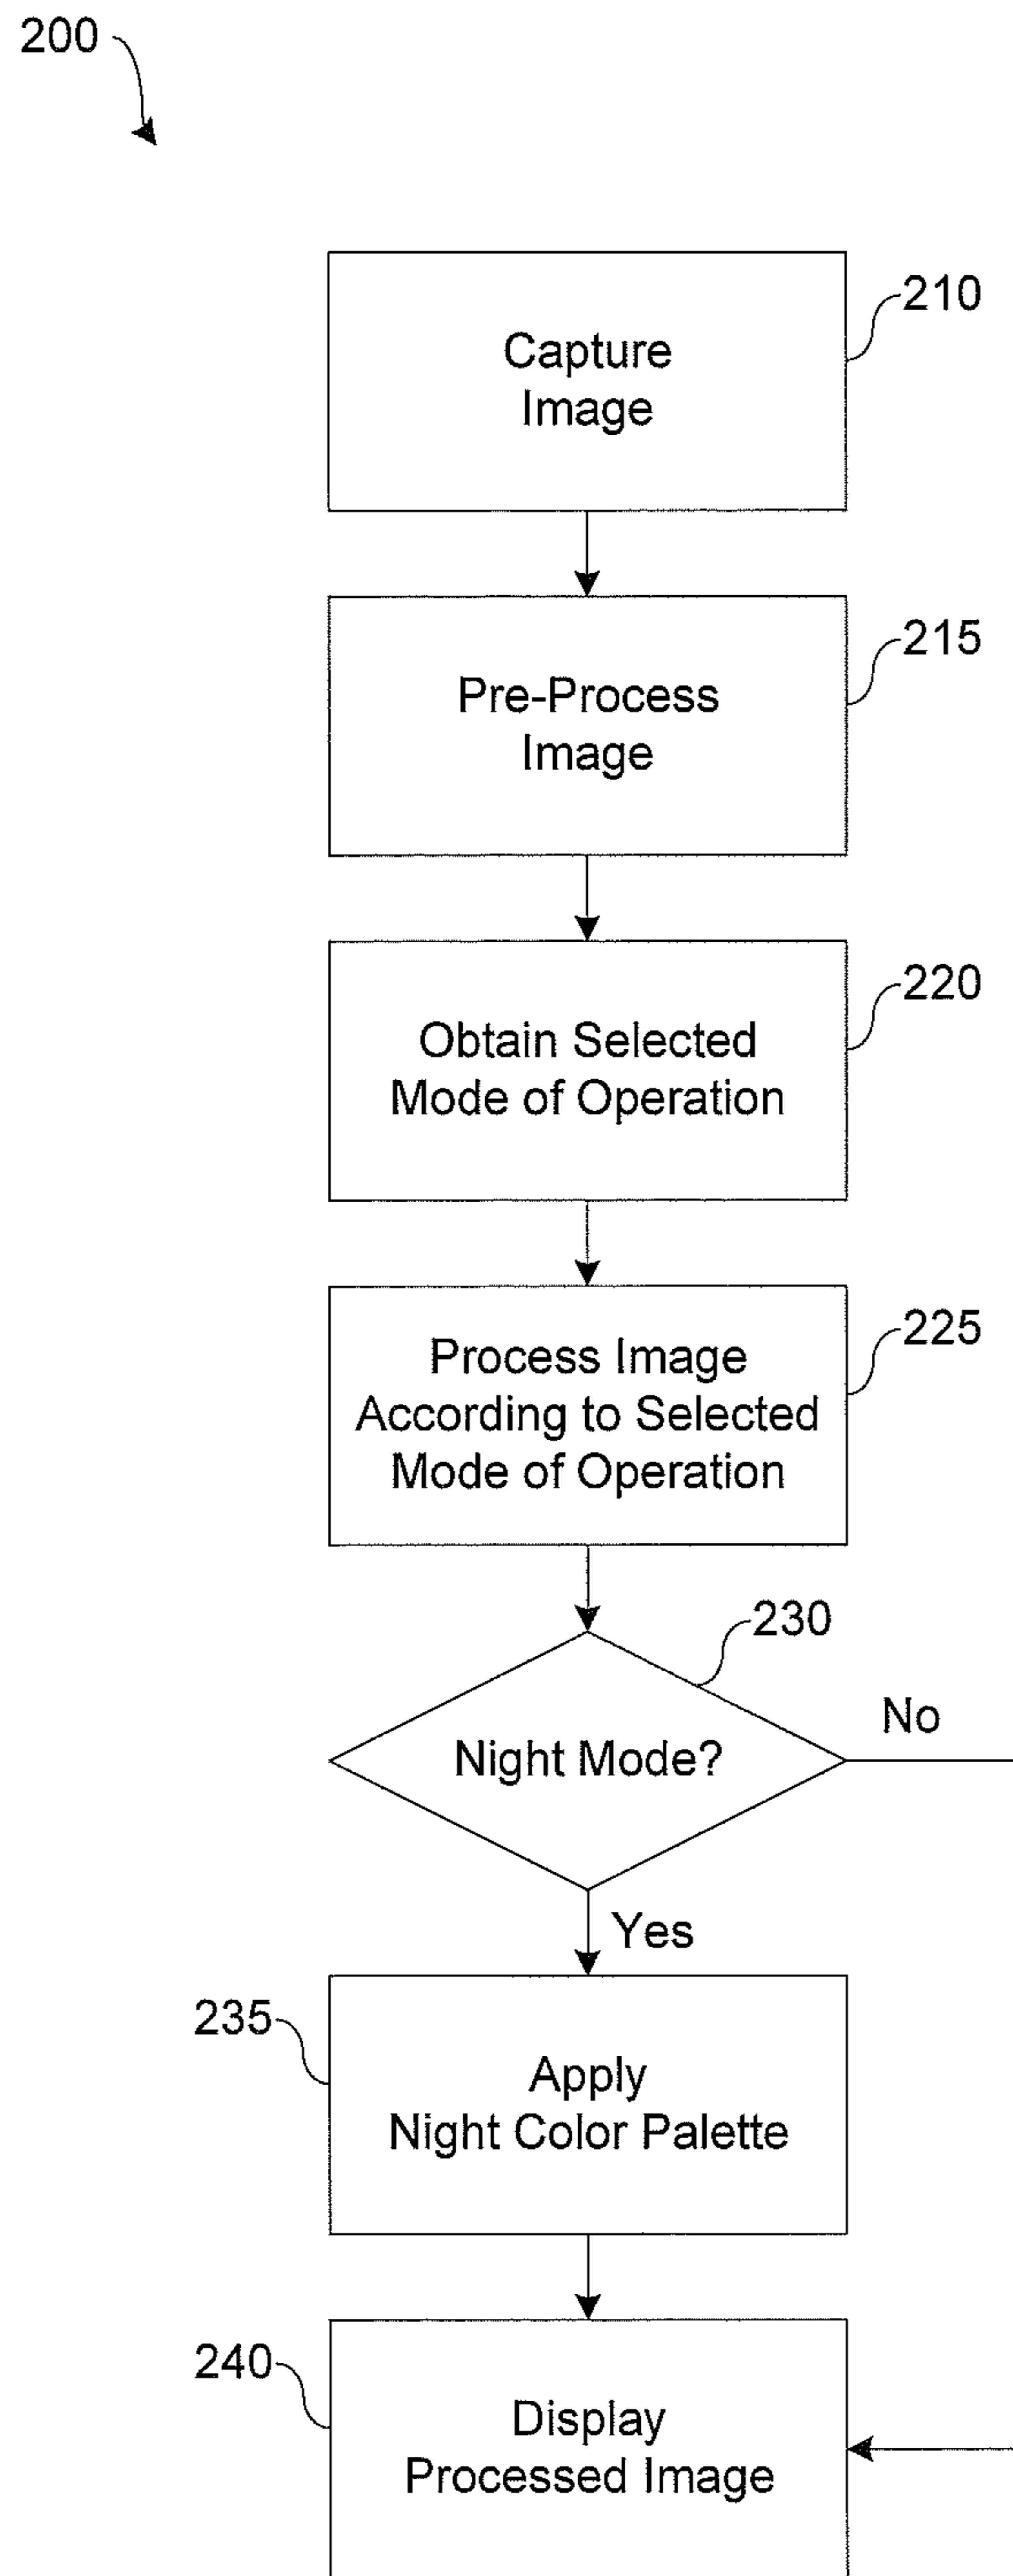 200
210
Capture
Image
215
Pre-Process
Image
220
Obtain Selected
Mode of Operation
225
Process Image
According to Selected
Mode of Operation
230
No
Night Mode?
Yes
235
Apply
Night Color Palette
240
Display
Processed Image